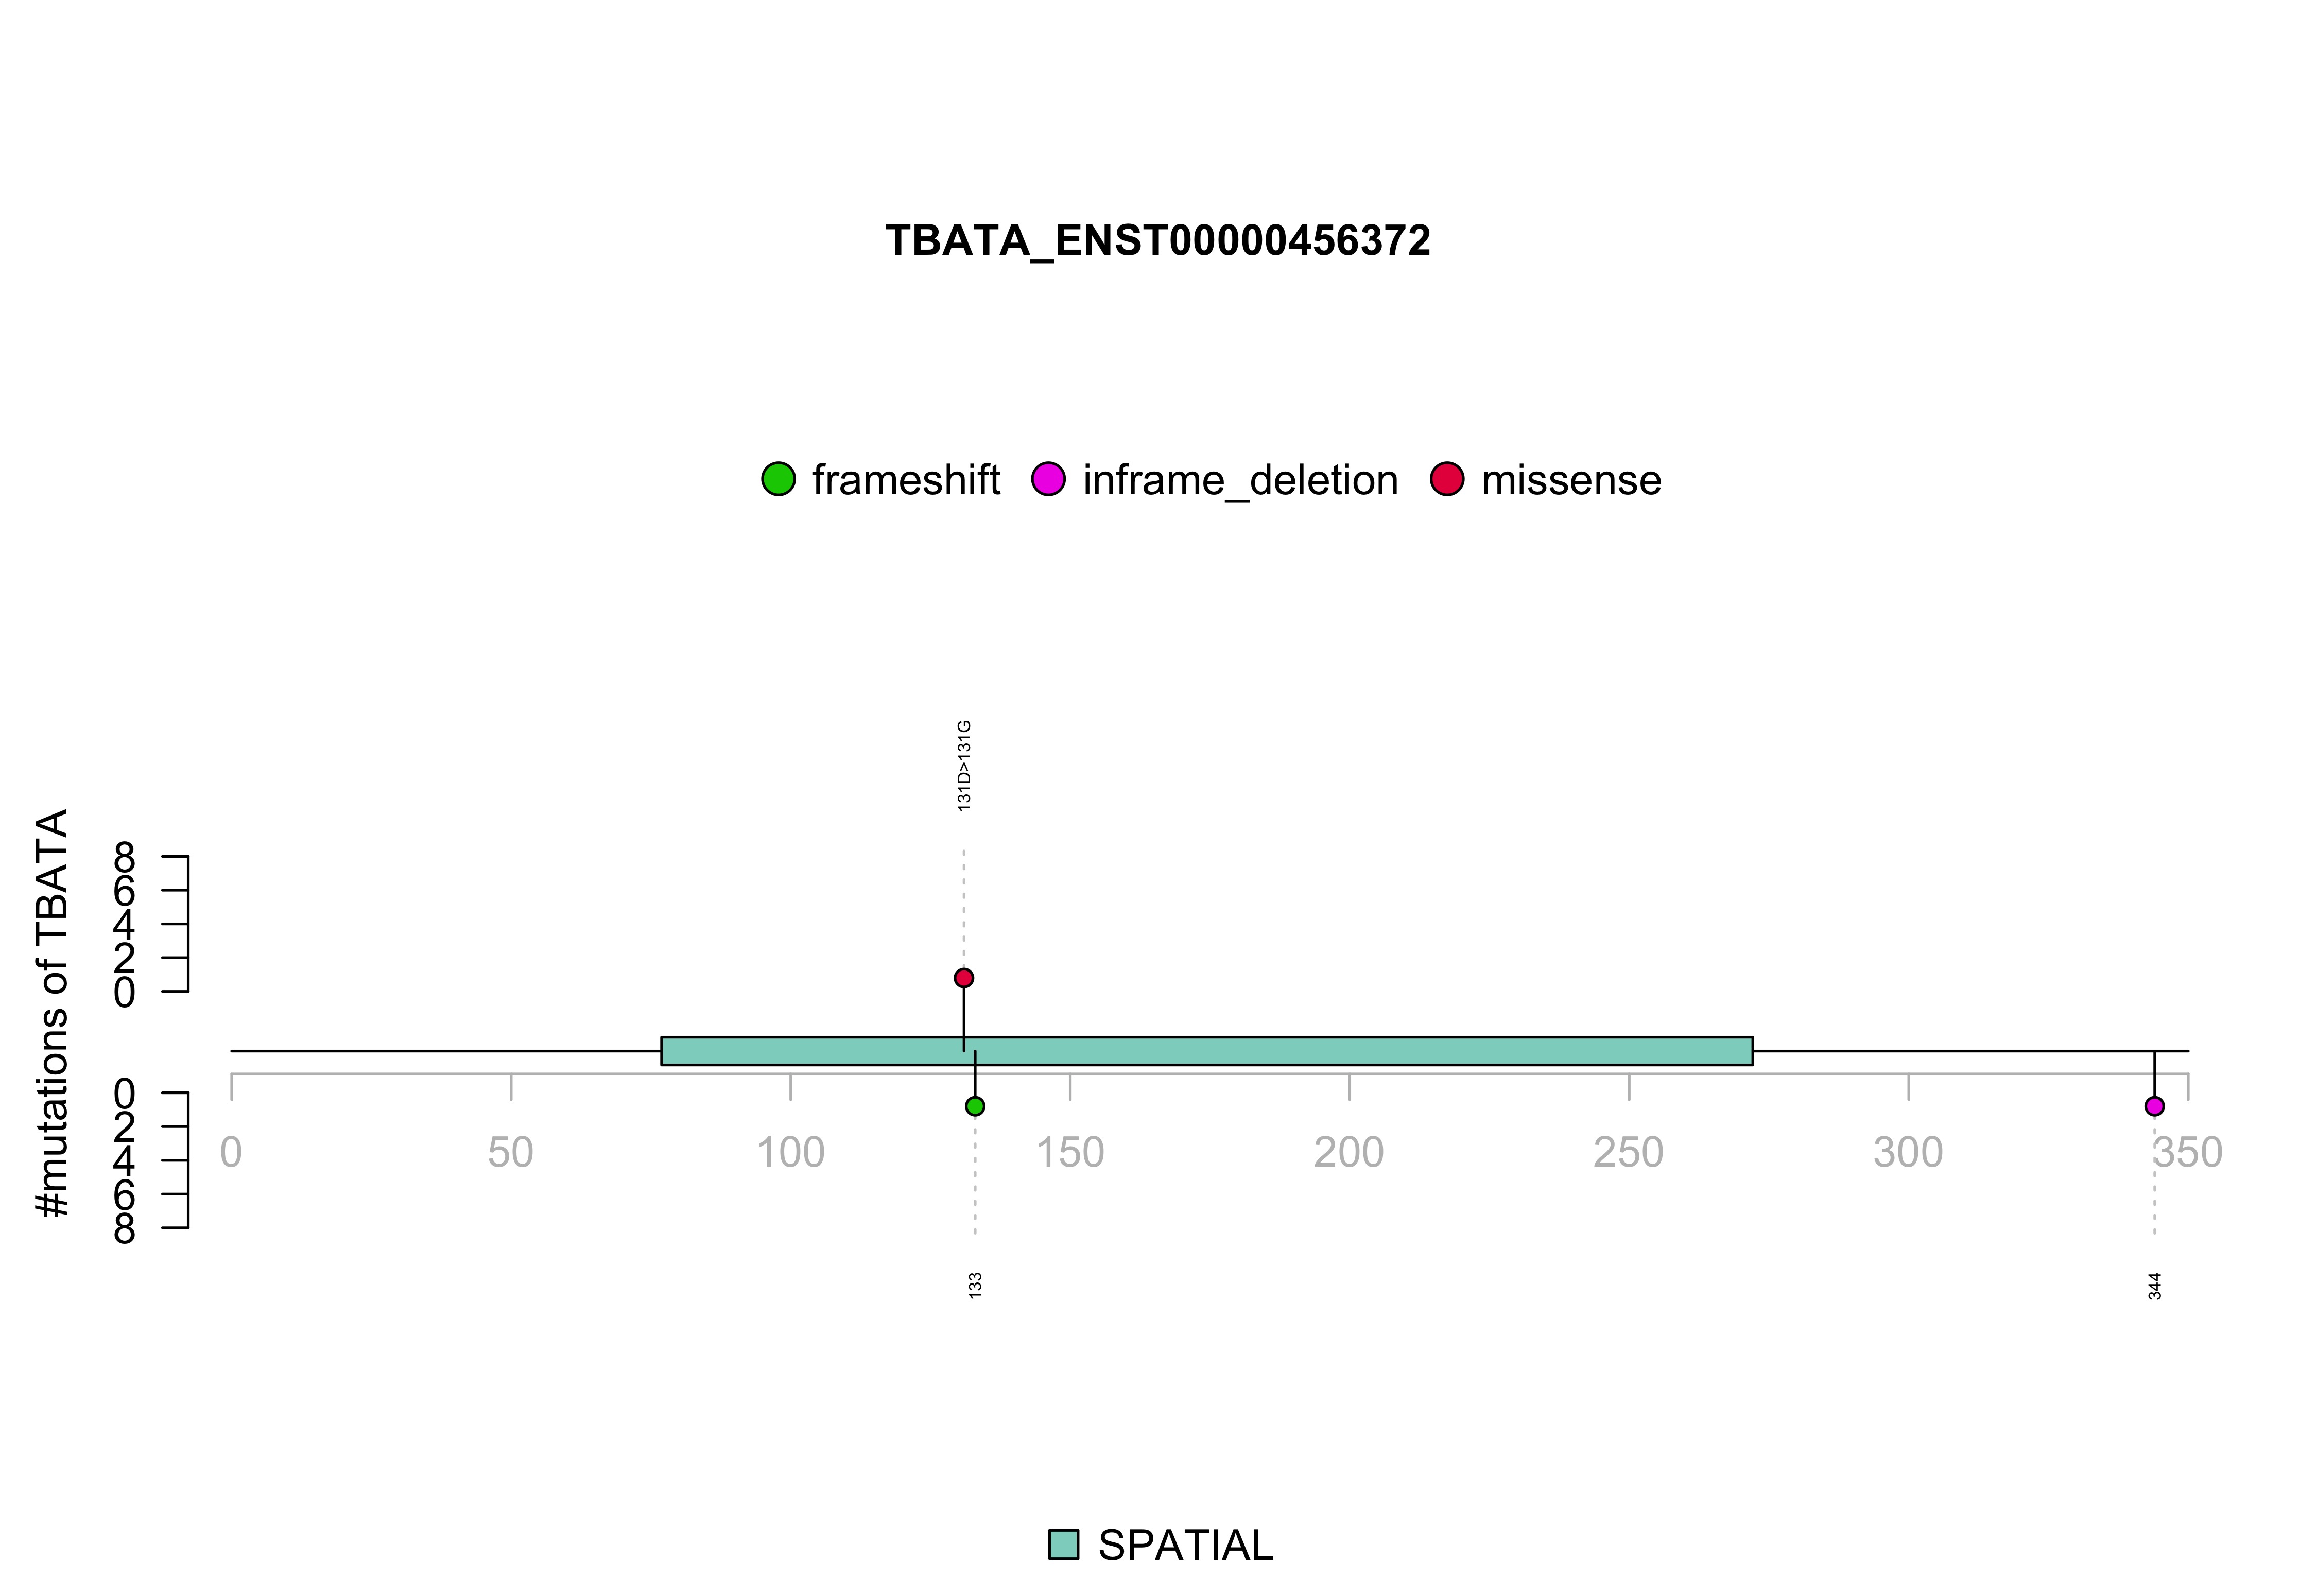 TBATA_ENST00000456372
frameshift inframe_deletion missense
131D>131G
#mutations of TBATA
8
6
4
2
0
0
2
4
6
8
0 50 100 150 200 250 300 350
133 344
SPATIAL